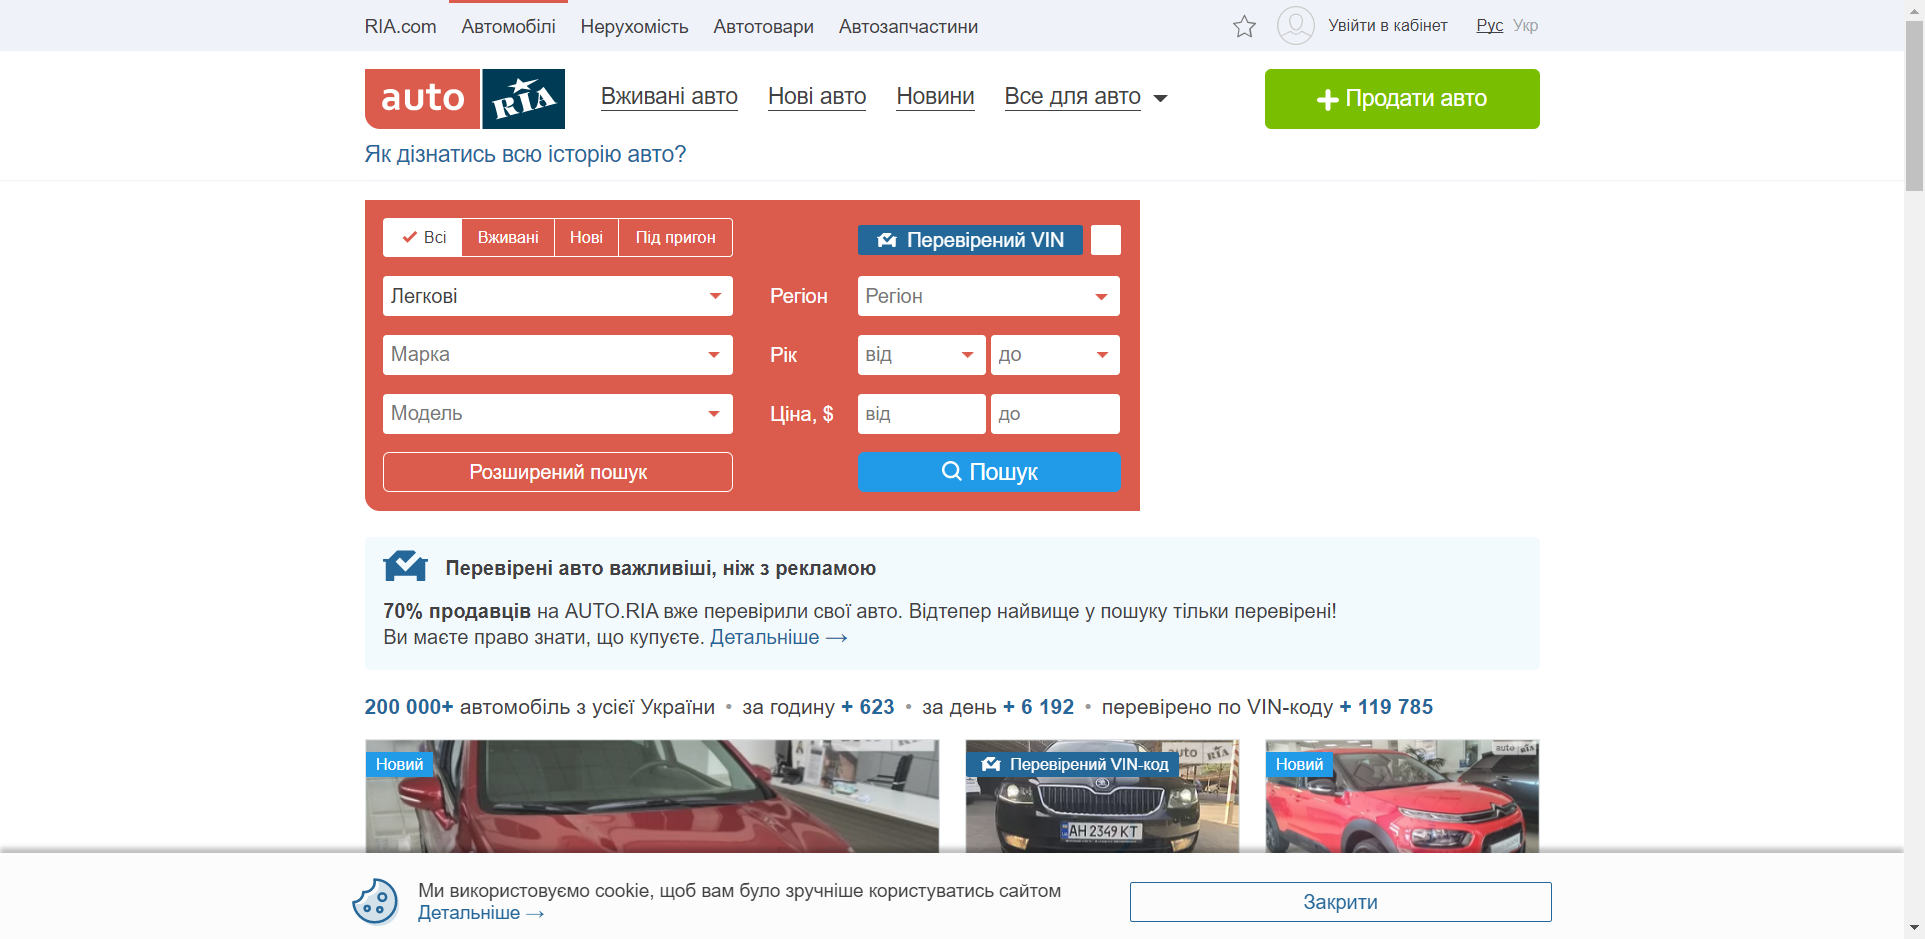 RIA.com Автомобілі Нерухомість Автотовари Автозапчастини Увійти в кабінет Рус Укр
auto RIA Вживані авто Нові авто Новини Все для авто Продати авто
Як дізнатись всю історію авто?
Всі Вживані Нові Під пригон Перевірений VIN
Легкові Регіон Регіон
Марка Рік від до
Модель Ціна, $ від до
Розширений пошук Пошук
Перевірені авто важливіші, ніж з рекламою
70% продавців на AUTO.RIA вже перевірили свої авто. Відтепер найвище у пошуку тільки перевірені!
Ви маєте право знати, що купуєте. Детальніше →
200 000+ автомобіль з усієї України • за годину + 623 • за день + 6 192 • перевірено по VIN-коду + 119 785
Новий Перевірений VIN-код auto RIA Новий auto RIA
AH 2349 KT
Ми використовуємо cookie, щоб вам було зручніше користуватись сайтом
Детальніше →
Закрити